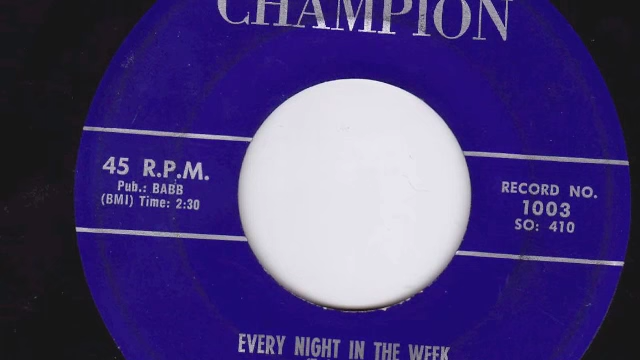 CHAMPION
45 R.P.M.
Pub.: BABB
(BMI) Time: 2:30
RECORD NO.
1003
SO: 410
EVERY NIGHT IN THE WEEK